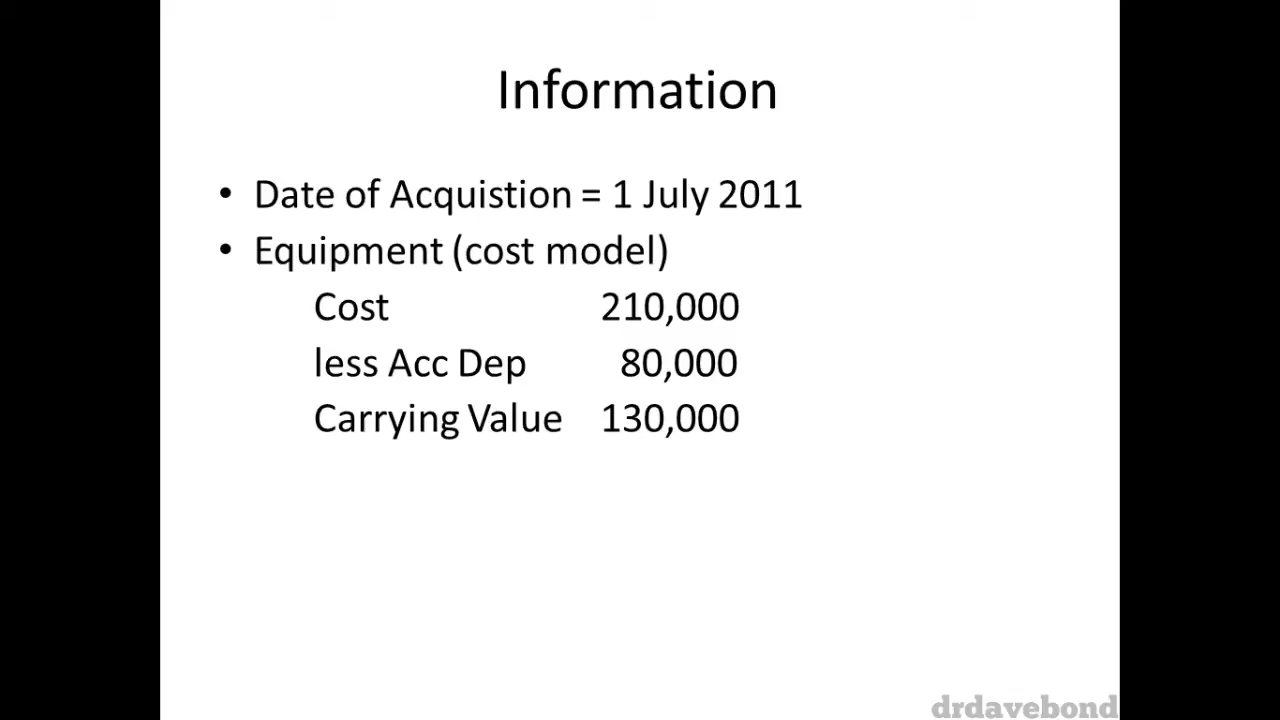 Information
• Date of Acquistion = 1 July 2011
• Equipment (cost model)
Cost 210,000
less Acc Dep 80,000
Carrying Value 130,000
drdavebond